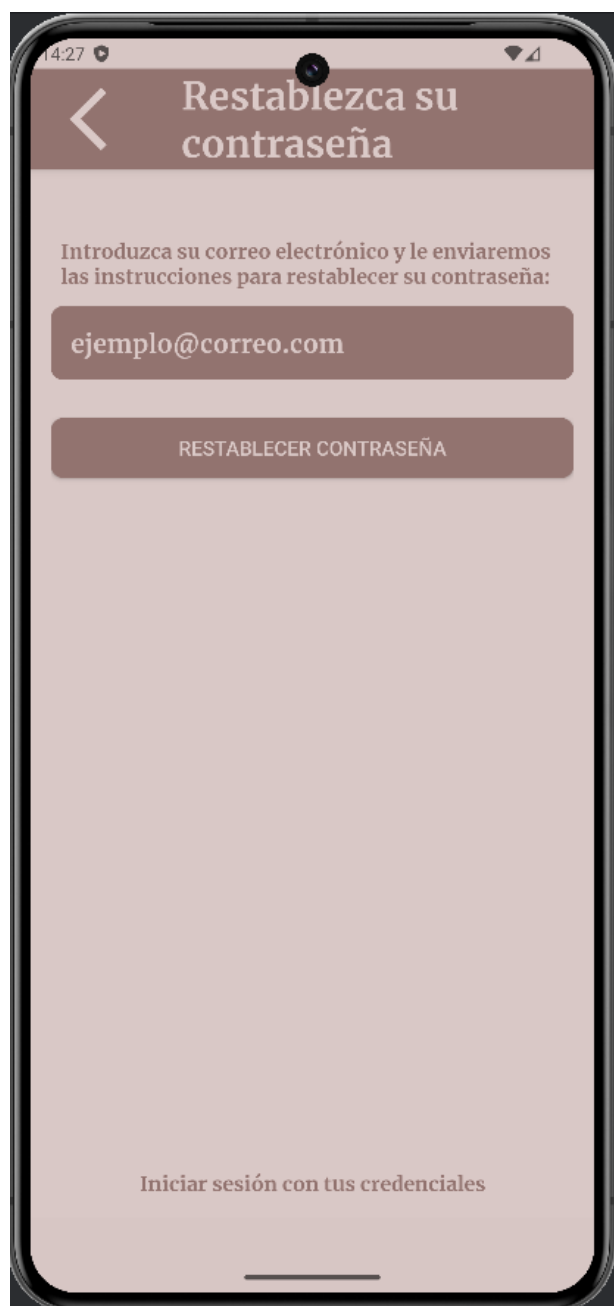 14:27
Restablezca su
contraseña
Introduzca su correo electrónico y le enviaremos
las instrucciones para restablecer su contraseña:
ejemplo@correo.com
RESTABLECER CONTRASEÑA
Iniciar sesión con tus credenciales